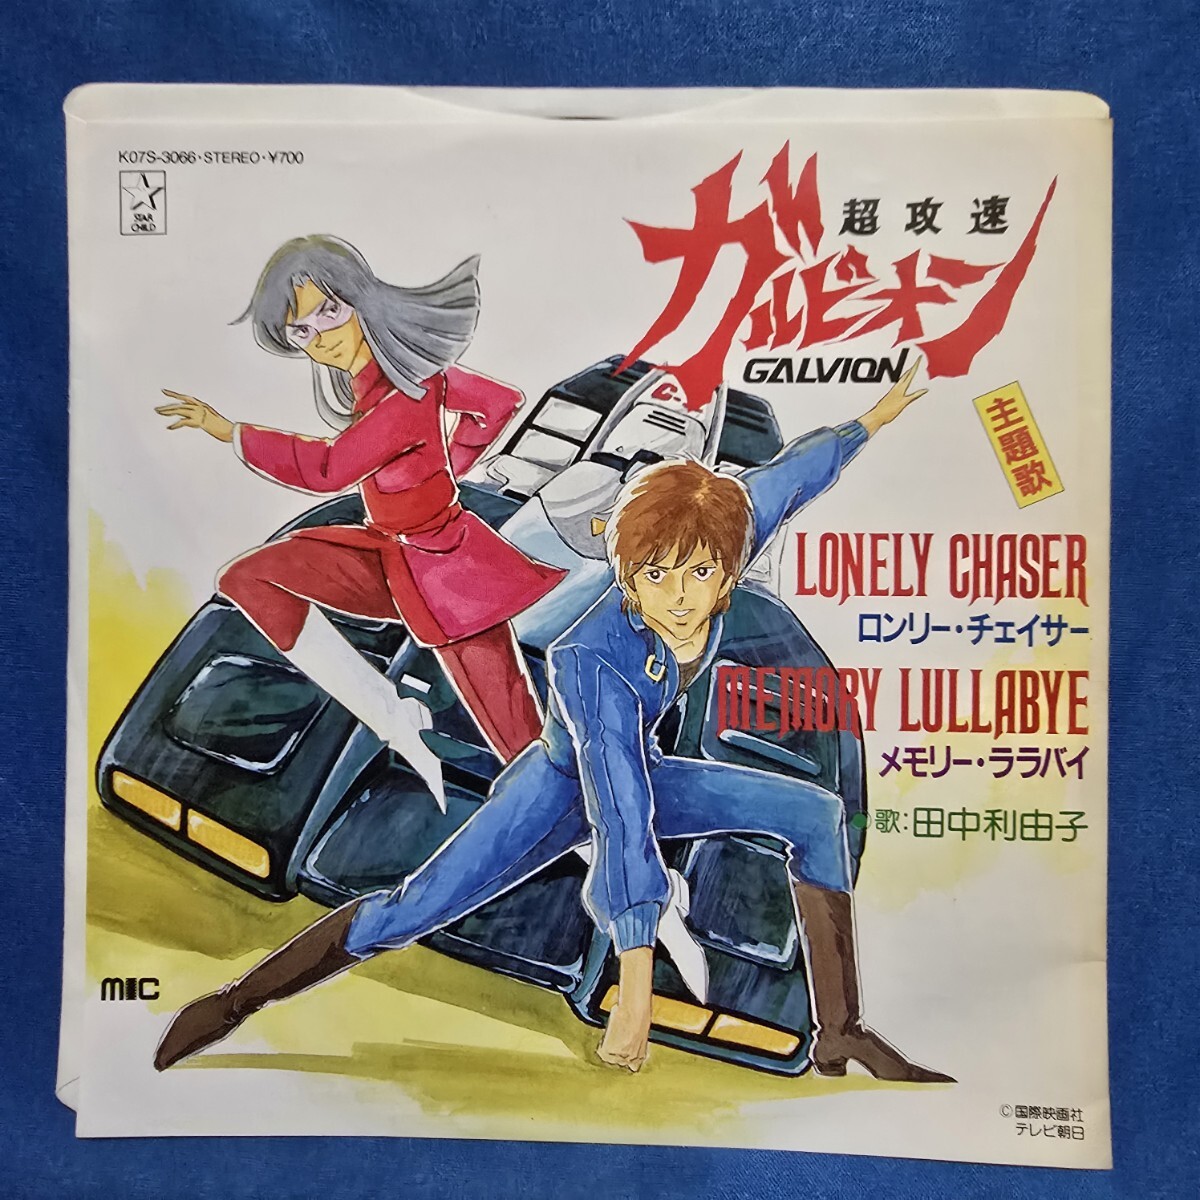 K07S-3066・STEREO・¥700
STAR
CHILD
超攻速
ガルビオン
GALVION
C-
主題歌
LONELY CHASER
ロンリー・チェイサー
MEMORY LULLABYE
メモリー・ララバイ
●歌:田中利由子
MIC
©国際映画社
テレビ朝日